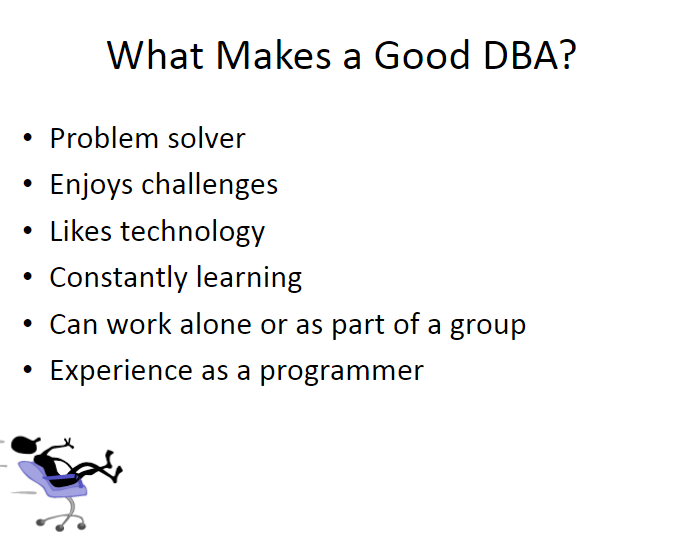 What Makes a Good DBA?
• Problem solver
• Enjoys challenges
• Likes technology
• Constantly learning
• Can work alone or as part of a group
• Experience as a programmer